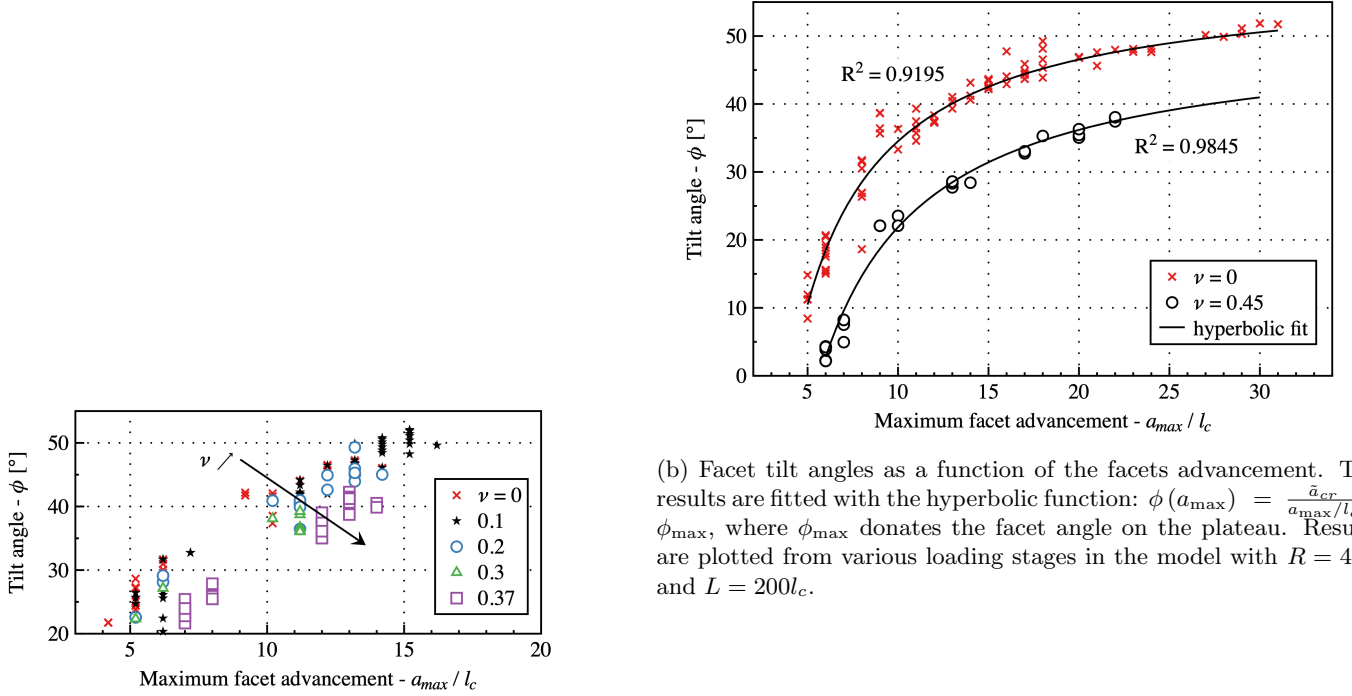 50
40
30
20
Tilt angle - ϕ [°]
ν ↗
ν = 0
0.1
0.2
0.3
0.37
5
10
15
20
Maximum facet advancement - a_max / l_c
50
40
30
20
10
0
Tilt angle - ϕ [°]
R² = 0.9195
R² = 0.9845
ν = 0
ν = 0.45
hyperbolic fit
5
10
15
20
25
30
Maximum facet advancement - a_max / l_c
(b) Facet tilt angles as a function of the facets advancement.
results are fitted with the hyperbolic function: ϕ (a_max) = ã_cr / a_max/l
ϕ_max, where ϕ_max donates the facet angle on the plateau.
are plotted from various loading stages in the model with R = 4
and L = 200l_c.